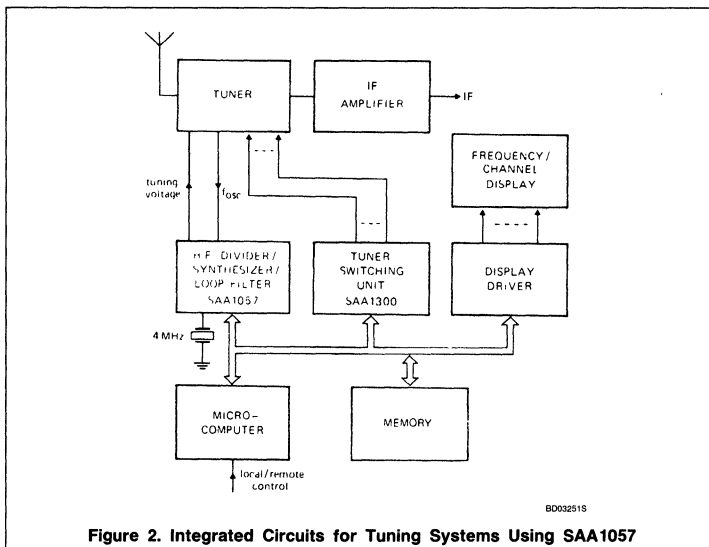 TUNER
IF
AMPLIFIER
IF
FREQUENCY/
CHANNEL
DISPLAY
tuning
voltage
fosc
H.F. DIVIDER/
SYNTHESIZER/
LOOP FILTER
SAA1057
TUNER
SWITCHING
UNIT
SAA1300
DISPLAY
DRIVER
4 MHz
MICRO-
COMPUTER
MEMORY
local/remote
control
BD03251S
Figure 2. Integrated Circuits for Tuning Systems Using SAA1057